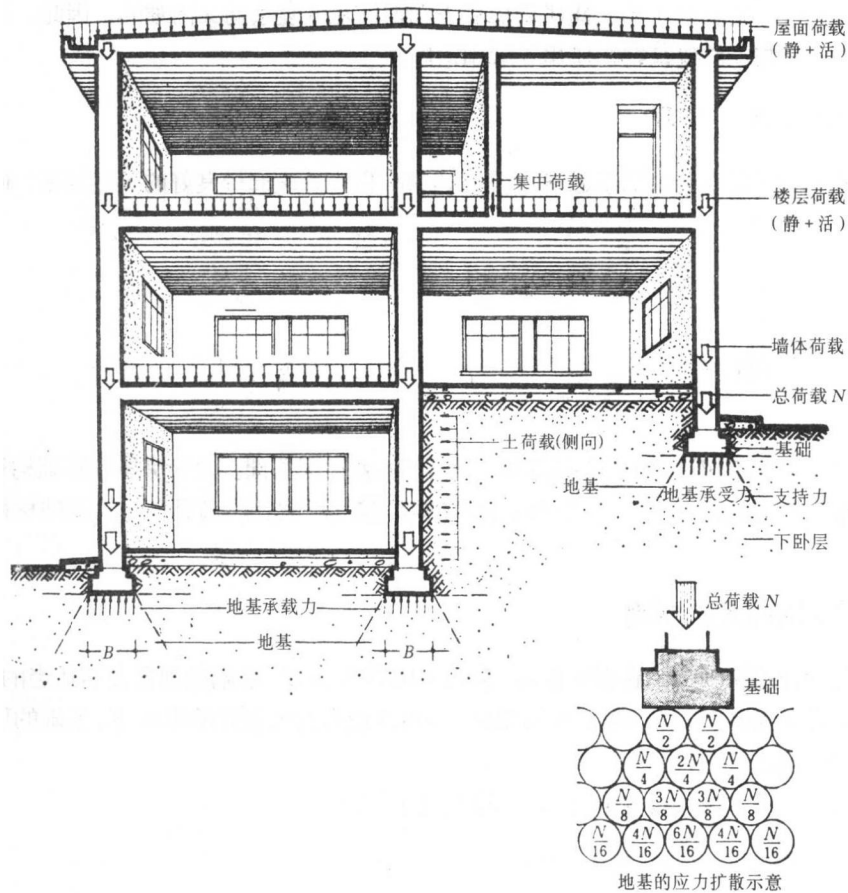 屋面荷载
(静+活)
集中荷载
楼层荷载
(静+活)
墙体荷载
总荷载 N
土荷载(侧向)
基础
地基
地基承受力
支持力
下卧层
地基承载力
地基
B
B
总荷载 N
基础
N/2 N/2
N/4 2N/4 N/4
N/8 3N/8 3N/8 N/8
N/16 4N/16 6N/16 4N/16 N/16
地基的应力扩散示意